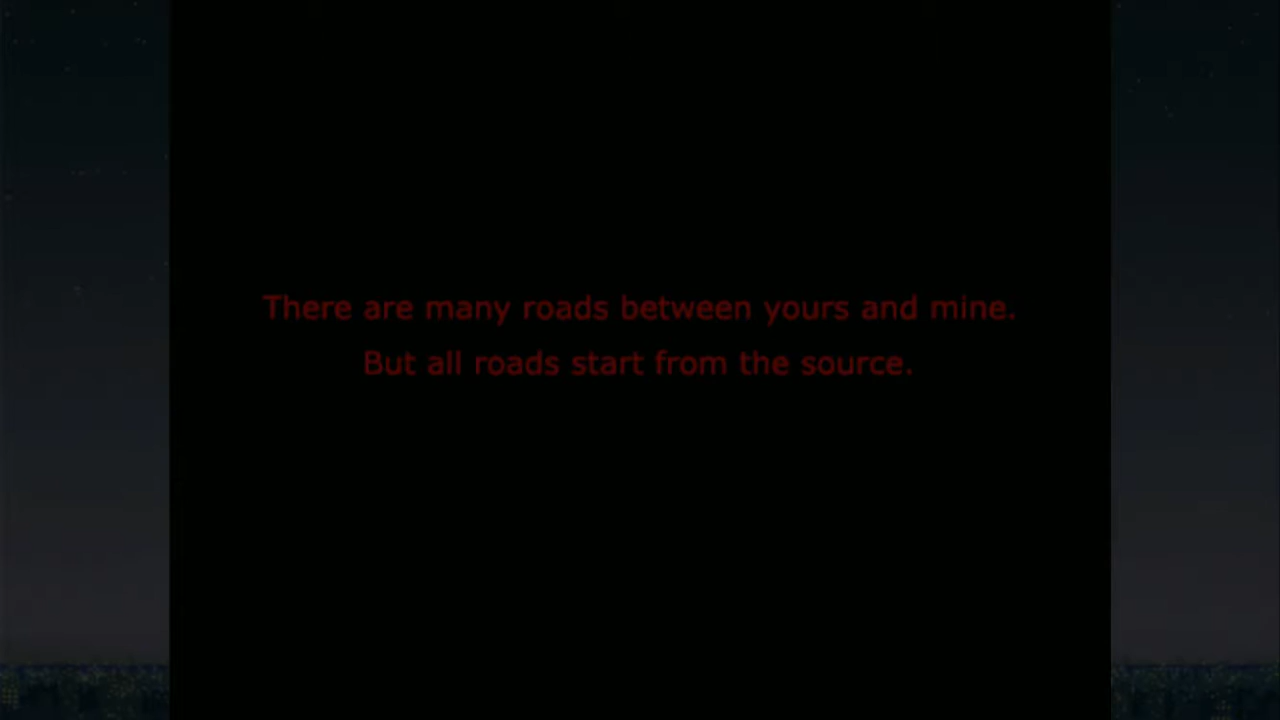 There are many roads between yours and mine.
But all roads start from the source.